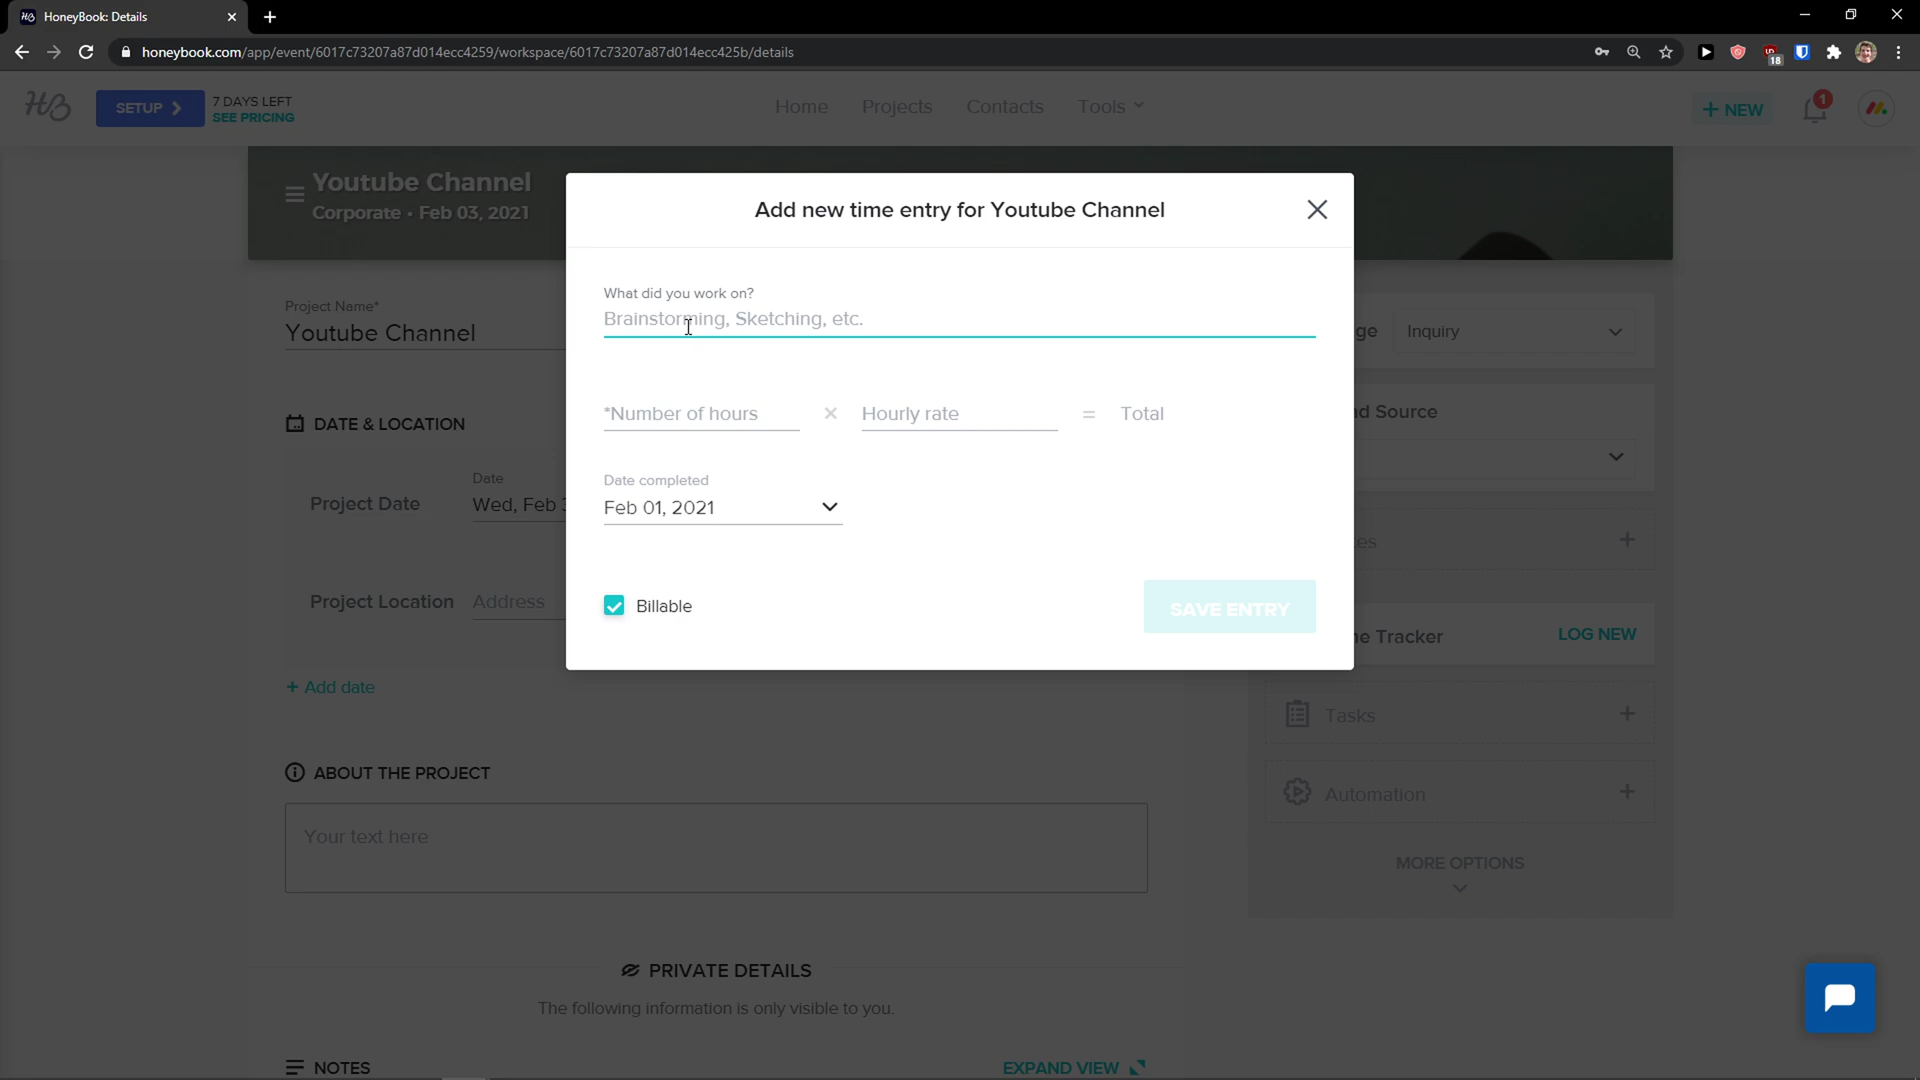 HoneyBook: Details
honeybook.com/app/event/6017c73207a87d014ecc4259/workspace/6017c73207a87d014ecc425b/details
18
HB
SETUP
7 DAYS LEFT
SEE PRICING
Home
Projects
Contacts
Tools
+ NEW
1
Youtube Channel
Corporate • Feb 03, 2021
Add new time entry for Youtube Channel
What did you work on?
Brainstorming, Sketching, etc.
*Number of hours × Hourly rate = Total
Date completed
Feb 01, 2021
Billable
SAVE ENTRY
Project Name*
Youtube Channel
DATE & LOCATION
Date
Project Date
Wed, Feb
Project Location
Address
+ Add date
ABOUT THE PROJECT
Your text here
PRIVATE DETAILS
The following information is only visible to you.
NOTES
EXPAND VIEW
Inquiry
Source
Tracker
LOG NEW
Tasks
Automation
MORE OPTIONS